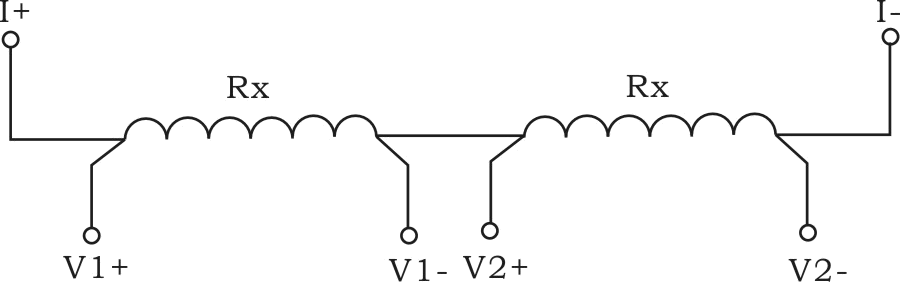 I+
I-
Rx
Rx
V1+
V1-
V2+
V2-